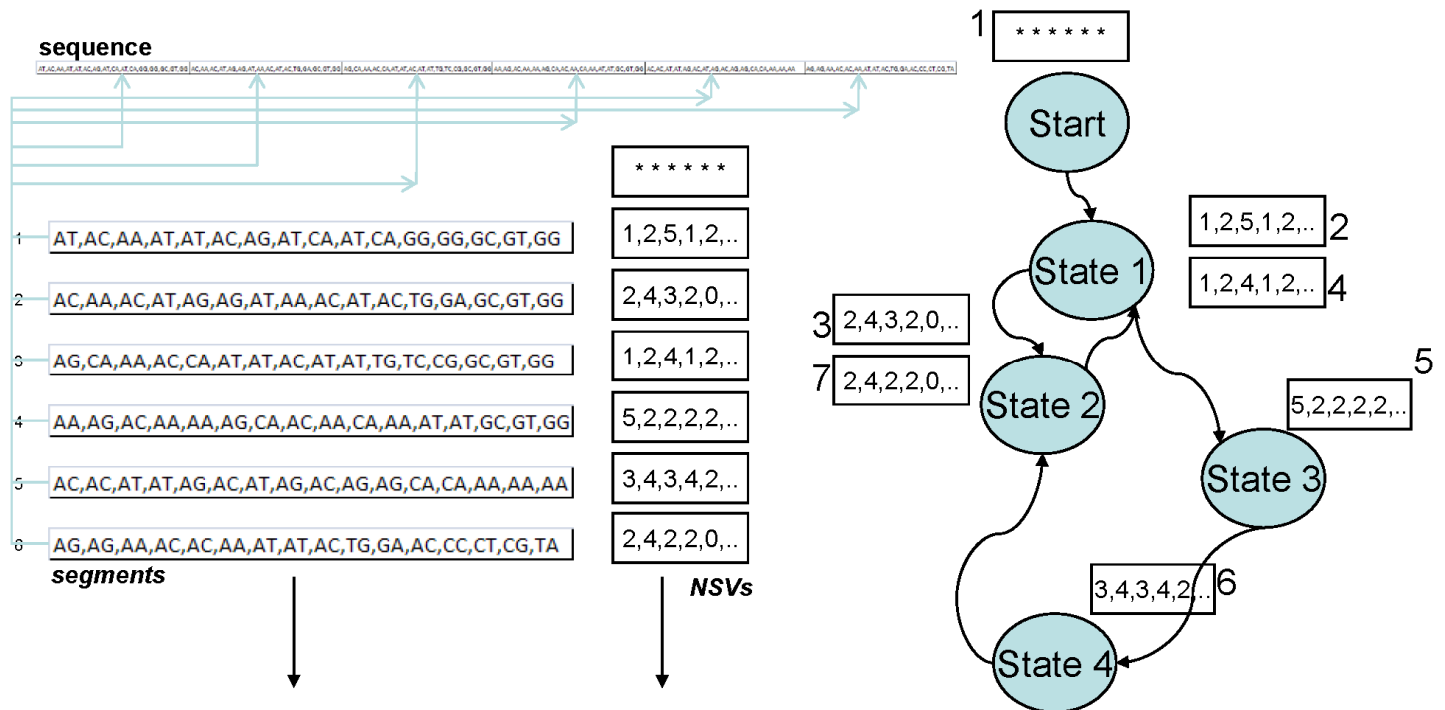 sequence
1
* * * * * *
Start
* * * * * *
1 AT,AC,AA,AT,AT,AC,AG,AT,CA,AT,CA,GG,GG,GC,GT,GG 1,2,5,1,2,..
2 AC,AA,AC,AT,AG,AG,AT,AA,AC,AT,AC,TG,GA,GC,GT,GG 2,4,3,2,0,..
3 AG,CA,AA,AC,CA,AT,AT,AC,AT,AT,TG,TC,CG,GC,GT,GG 1,2,4,1,2,..
4 AA,AG,AC,AA,AA,AG,CA,AC,AA,CA,AA,AT,AT,GC,GT,GG 5,2,2,2,2,..
5 AC,AC,AT,AT,AG,AC,AT,AG,AC,AG,AG,CA,CA,AA,AA,AA 3,4,3,4,2,..
6 AG,AG,AA,AC,AC,AA,AT,AT,AC,TG,GA,AC,CC,CT,CG,TA 2,4,2,2,0,..
segments
NSVs
1,2,5,1,2,.. 2
State 1
1,2,4,1,2,.. 4
3 2,4,3,2,0,..
7 2,4,2,2,0,..
State 2
5
5,2,2,2,2,..
State 3
3,4,3,4,2,.. 6
State 4